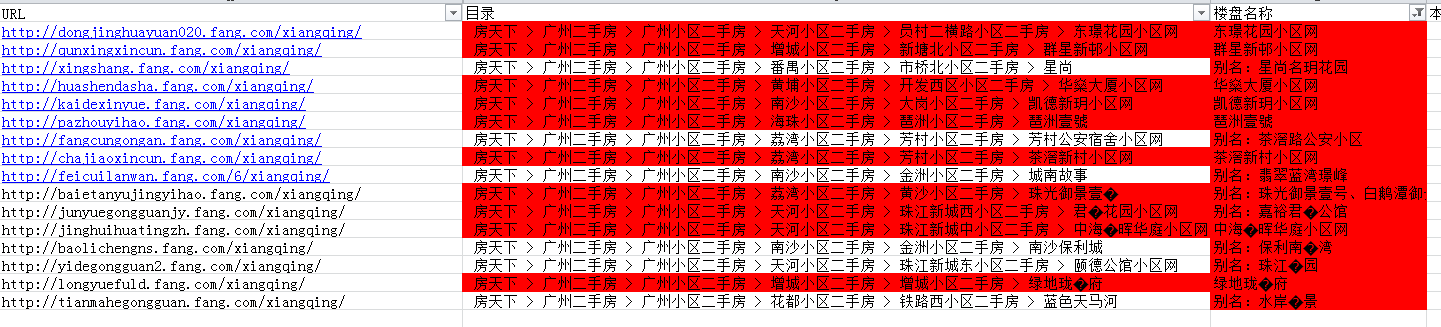 URL 目录 楼盘名称 本
http://dongjinghuayuan020.fang.com/xiangqing/ 房天下 > 广州二手房 > 广州小区二手房 > 天河小区二手房 > 员村二横路小区二手房 > 东璟花园小区网 东璟花园小区网
http://qunxingxincun.fang.com/xiangqing/ 房天下 > 广州二手房 > 广州小区二手房 > 增城小区二手房 > 新塘北小区二手房 > 群星新邨小区网 群星新邨小区网
http://xingshang.fang.com/xiangqing/ 房天下 > 广州二手房 > 广州小区二手房 > 番禺小区二手房 > 市桥北小区二手房 > 星尚 别名：星尚名玥花园
http://huashendasha.fang.com/xiangqing/ 房天下 > 广州二手房 > 广州小区二手房 > 黄埔小区二手房 > 开发西区小区二手房 > 华燊大厦小区网 华燊大厦小区网
http://kaidexinyue.fang.com/xiangqing/ 房天下 > 广州二手房 > 广州小区二手房 > 南沙小区二手房 > 大岗小区二手房 > 凯德新玥小区网 凯德新玥小区网
http://pazhouyihao.fang.com/xiangqing/ 房天下 > 广州二手房 > 广州小区二手房 > 海珠小区二手房 > 琶洲小区二手房 > 琶洲壹號 琶洲壹號
http://fangcungongan.fang.com/xiangqing/ 房天下 > 广州二手房 > 广州小区二手房 > 荔湾小区二手房 > 芳村小区二手房 > 芳村公安宿舍小区网 别名：茶滘路公安小区
http://chajiaoxincun.fang.com/xiangqing/ 房天下 > 广州二手房 > 广州小区二手房 > 荔湾小区二手房 > 芳村小区二手房 > 茶滘新村小区网 茶滘新村小区网
http://feicuilanwan.fang.com/6/xiangqing/ 房天下 > 广州二手房 > 广州小区二手房 > 南沙小区二手房 > 金洲小区二手房 > 城南故事 别名：翡翠蓝湾璟峰
http://baietanyujingyihao.fang.com/xiangqing/ 房天下 > 广州二手房 > 广州小区二手房 > 荔湾小区二手房 > 黄沙小区二手房 > 珠光御景壹� 别名：珠光御景壹号、白鹅潭御
http://junyuegongguanjy.fang.com/xiangqing/ 房天下 > 广州二手房 > 广州小区二手房 > 天河小区二手房 > 珠江新城西小区二手房 > 君�花园小区网 别名：嘉裕君�公馆
http://jinghuihuatingzh.fang.com/xiangqing/ 房天下 > 广州二手房 > 广州小区二手房 > 天河小区二手房 > 珠江新城中小区二手房 > 中海�晖华庭小区网 中海�晖华庭小区网
http://baolichengns.fang.com/xiangqing/ 房天下 > 广州二手房 > 广州小区二手房 > 南沙小区二手房 > 金洲小区二手房 > 南沙保利城 别名：保利南�湾
http://yidegongguan2.fang.com/xiangqing/ 房天下 > 广州二手房 > 广州小区二手房 > 天河小区二手房 > 珠江新城东小区二手房 > 颐德公馆小区网 别名：珠江�园
http://longyuefuld.fang.com/xiangqing/ 房天下 > 广州二手房 > 广州小区二手房 > 增城小区二手房 > 增城小区二手房 > 绿地珑�府 绿地珑�府
http://tianmahegongguan.fang.com/xiangqing/ 房天下 > 广州二手房 > 广州小区二手房 > 花都小区二手房 > 铁路西小区二手房 > 蓝色天马河 别名：水岸�景